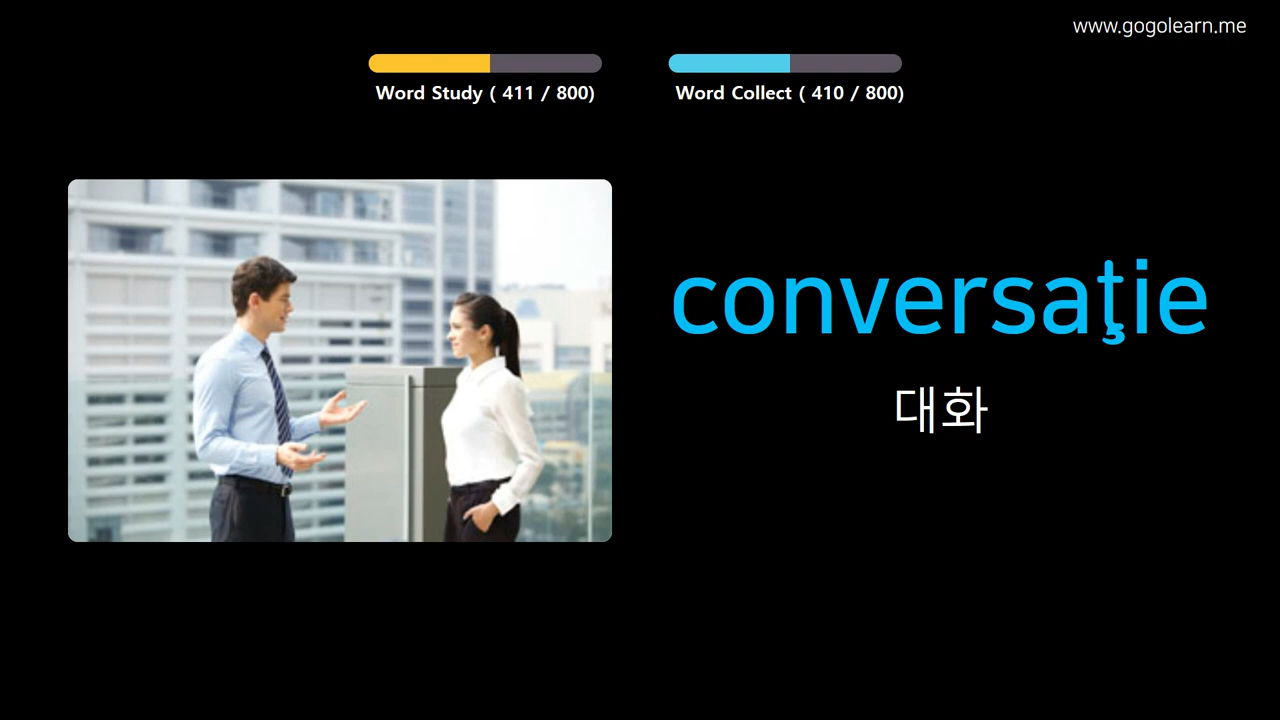 www.gogolearn.me
Word Study ( 411 / 800)
Word Collect ( 410 / 800)
conversaţie
대화